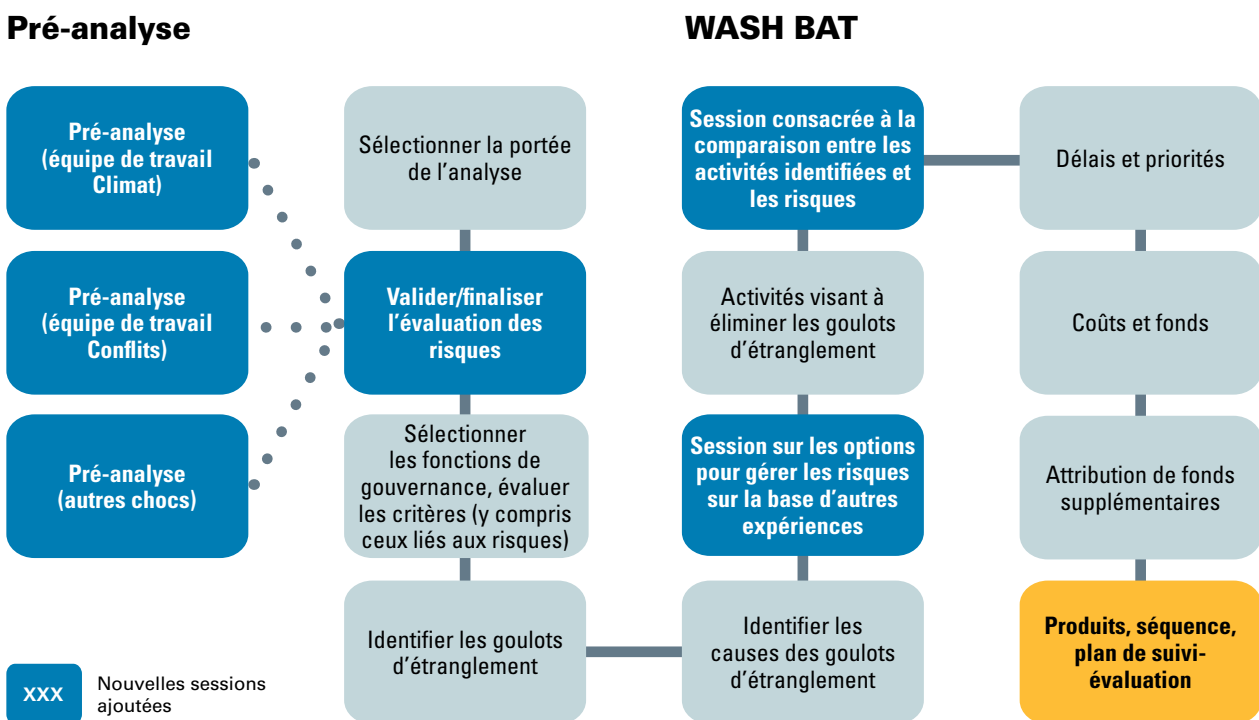 Pré-analyse
WASH BAT
Pré-analyse
(équipe de travail
Climat)
Pré-analyse
(équipe de travail
Conflits)
Pré-analyse
(autres chocs)
Sélectionner la portée
de l’analyse
Valider/finaliser
l’évaluation des
risques
Sélectionner
les fonctions de
gouvernance, évaluer
les critères (y compris
ceux liés aux risques)
Identifier les goulots
d’étranglement
Session consacrée à la
comparaison entre les
activités identifiées et
les risques
Activités visant à
éliminer les goulots
d’étranglement
Session sur les options
pour gérer les risques
sur la base d’autres
expériences
Identifier les
causes des goulots
d’étranglement
Délais et priorités
Coûts et fonds
Attribution de fonds
supplémentaires
Produits, séquence,
plan de suivi-
évaluation
XXX
Nouvelles sessions
ajoutées